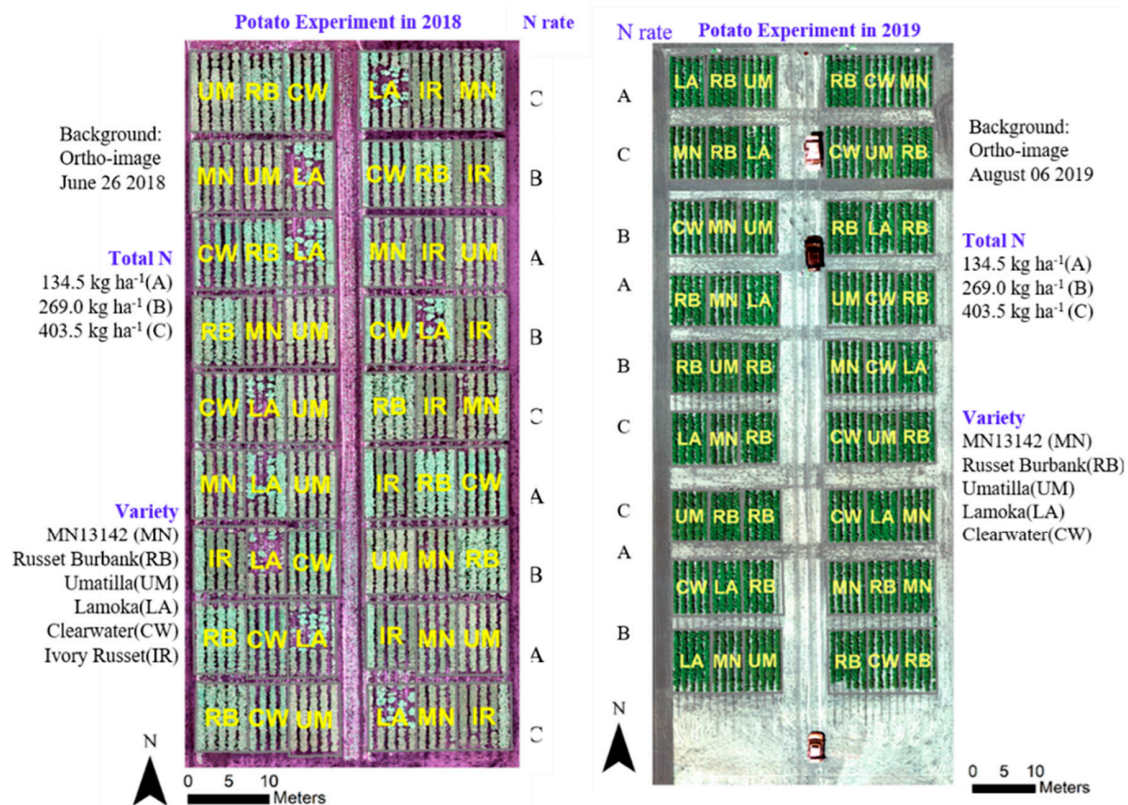 Potato Experiment in 2018 N rate
UM RB CW LA IR MN C
MN UM LA CW RB IR B
CW RB LA MN IR UM A
RB MN UM CW LA IR B
CW LA UM RB IR MN C
MN LA UM IR RB CW A
IR LA CW UM MN RB B
RB CW LA IR MN UM A
RB CW UM LA MN IR C
Background:
Ortho-image
June 26 2018
Total N
134.5 kg ha⁻¹ (A)
269.0 kg ha⁻¹ (B)
403.5 kg ha⁻¹ (C)
Variety
MN13142 (MN)
Russet Burbank(RB)
Umatilla(UM)
Lamoka(LA)
Clearwater(CW)
Ivory Russet(IR)
N
0 5 10
Meters
N rate Potato Experiment in 2019
A LA RB UM RB CW MN
C MN RB LA CW UM RB
B CW MN UM RB LA RB
A RB MN LA UM CW RB
B RB UM RB MN CW LA
C LA MN RB CW UM RB
C UM RB RB CW LA MN
A CW LA RB MN RB MN
B LA MN UM RB CW RB
Background:
Ortho-image
August 06 2019
Total N
134.5 kg ha⁻¹ (A)
269.0 kg ha⁻¹ (B)
403.5 kg ha⁻¹ (C)
Variety
MN13142 (MN)
Russet Burbank(RB)
Umatilla(UM)
Lamoka(LA)
Clearwater(CW)
N
0 5 10
Meters